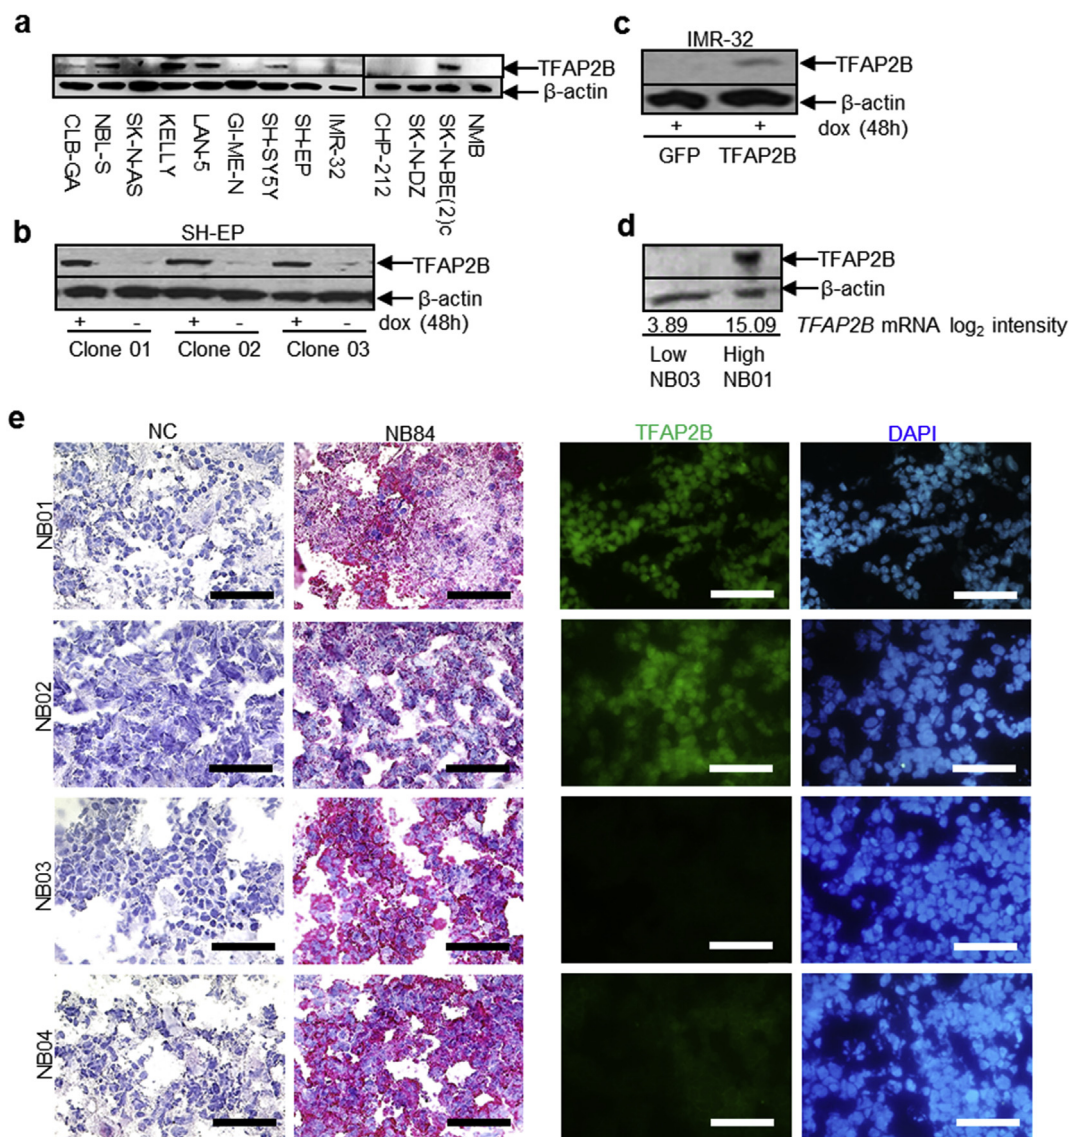 a
TFAP2B
β-actin
CLB-GA
NBL-S
SK-N-AS
KELLY
LAN-5
GI-ME-N
SH-SY5Y
SH-EP
IMR-32
CHP-212
SK-N-DZ
SK-N-BE(2)c
NMB
b
SH-EP
TFAP2B
β-actin
+ - + - + - dox (48h)
Clone 01 Clone 02 Clone 03
c
IMR-32
TFAP2B
β-actin
+ + dox (48h)
GFP TFAP2B
d
TFAP2B
β-actin
3.89 15.09 TFAP2B mRNA log₂ intensity
Low High
NB03 NB01
e
NC NB84 TFAP2B DAPI
NB01
NB02
NB03
NB04